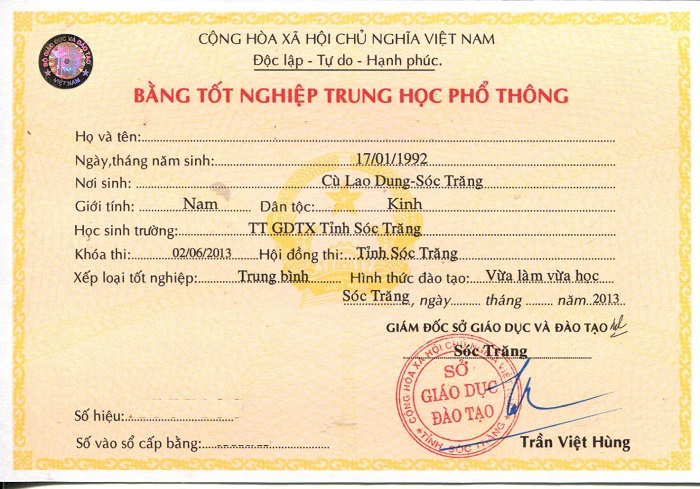 BỘ GIÁO DỤC VÀ ĐÀO TẠO
VIỆT NAM
CỘNG HÒA XÃ HỘI CHỦ NGHĨA VIỆT NAM
Độc lập - Tự do - Hạnh phúc.
BẰNG TỐT NGHIỆP TRUNG HỌC PHỔ THÔNG
Họ và tên:
Ngày,tháng năm sinh: 17/01/1992
Nơi sinh: Cù Lao Dung-Sóc Trăng
Giới tính: Nam Dân tộc: Kinh
Học sinh trường: TT GDTX Tỉnh Sóc Trăng
Khóa thi: 02/06/2013 Hội đồng thi: Tỉnh Sóc Trăng
Xếp loại tốt nghiệp: Trung bình Hình thức đào tạo: Vừa làm vừa học
Sóc Trăng, ngày tháng năm 2013
GIÁM ĐỐC SỞ GIÁO DỤC VÀ ĐÀO TẠO
Sóc Trăng
CỘNG HÒA XÃ HỘI CHỦ NGHĨA VIỆT
SỞ
GIÁO DỤC
ĐÀO TẠO
TỈNH SÓC TRĂNG
Số hiệu:
Số vào sổ cấp bằng:
Trần Việt Hùng